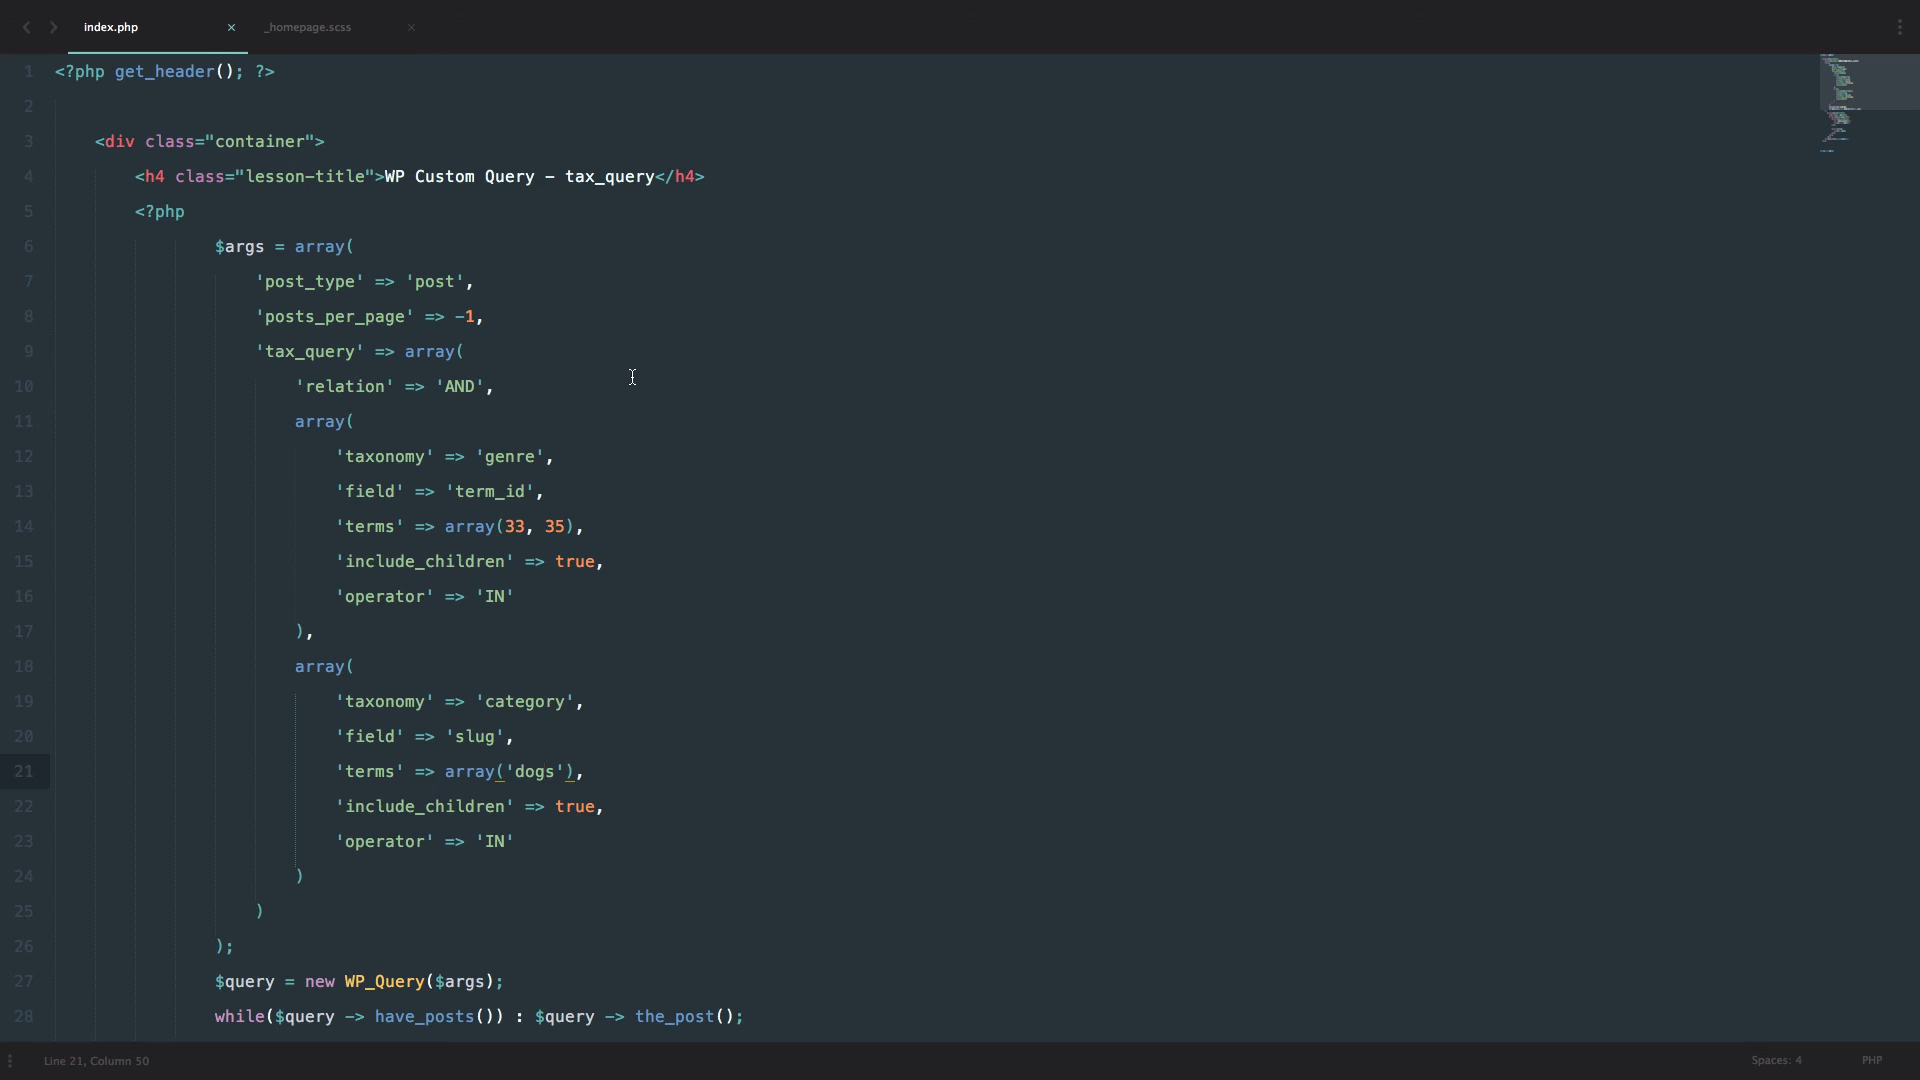 index.php × _homepage.scss ×
1 <?php get_header(); ?>
2
3 <div class="container">
4 <h4 class="lesson-title">WP Custom Query - tax_query</h4>
5 <?php
6 $args = array(
7 'post_type' => 'post',
8 'posts_per_page' => -1,
9 'tax_query' => array(
10 'relation' => 'AND',
11 array(
12 'taxonomy' => 'genre',
13 'field' => 'term_id',
14 'terms' => array(33, 35),
15 'include_children' => true,
16 'operator' => 'IN'
17 ),
18 array(
19 'taxonomy' => 'category',
20 'field' => 'slug',
21 'terms' => array('dogs'),
22 'include_children' => true,
23 'operator' => 'IN'
24 )
25 )
26 );
27 $query = new WP_Query($args);
28 while($query -> have_posts()) : $query -> the_post();
Line 21, Column 50 Spaces: 4 PHP